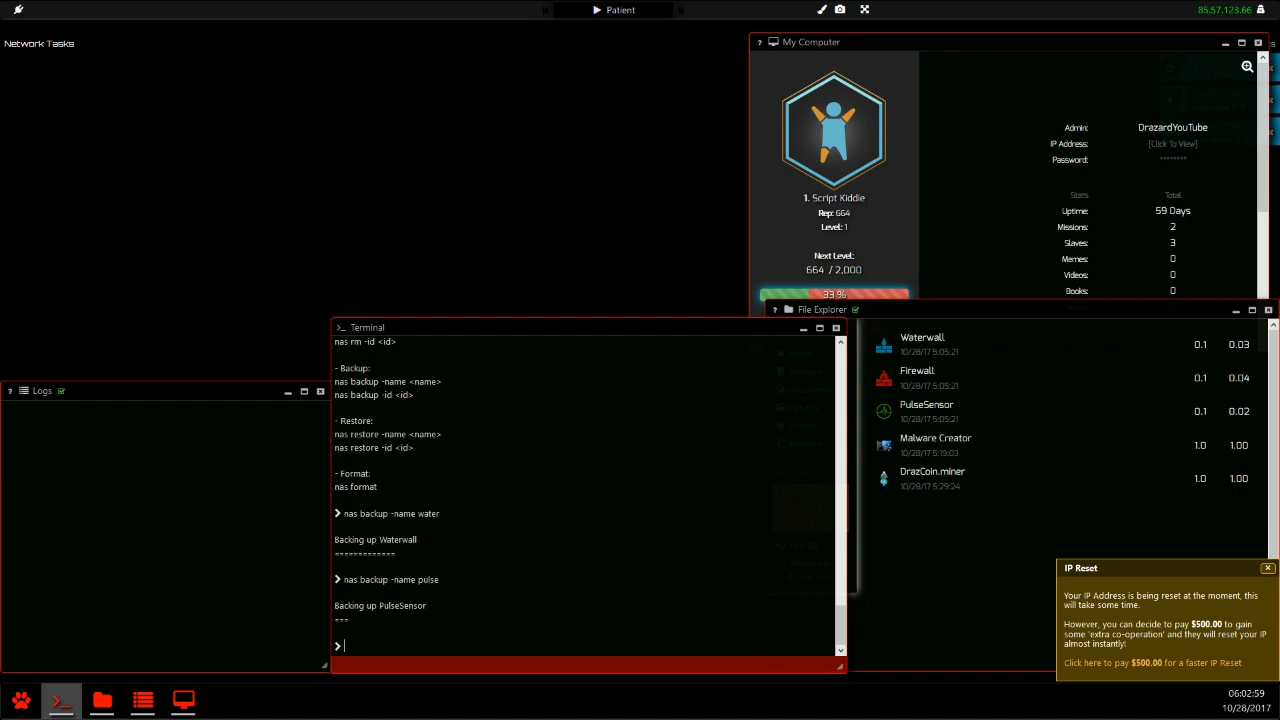 Patient
85.57.123.66
Network Tasks
? My Computer
Admin: DrazardYouTube
IP Address: (Click To View)
Password: ********
1. Script Kiddie
Rep: 664
Level: 1
Next Level:
664 / 2,000
33 %
Stats Total
Uptime: 59 Days
Missions: 2
Slaves: 3
Memes: 0
Videos: 0
Books: 0
? File Explorer
Waterwall 0.1 0.03
10/28/17 5:05:21
Firewall 0.1 0.04
10/28/17 5:05:21
PulseSensor 0.1 0.02
10/28/17 5:05:21
Malware Creator 1.0 1.00
10/28/17 5:19:03
DrazCoin.miner 1.0 1.00
10/28/17 5:29:24
>_ Terminal
nas rm -id <id>
- Backup:
nas backup -name <name>
nas backup -id <id>
- Restore:
nas restore -name <name>
nas restore -id <id>
- Format:
nas format
> nas backup -name water
Backing up Waterwall
=============
> nas backup -name pulse
Backing up PulseSensor
===
>
? Logs
IP Reset
Your IP Address is being reset at the moment, this
will take some time.
However, you can decide to pay $500.00 to gain
some 'extra co-operation' and they will reset your IP
almost instantly!
Click here to pay $500.00 for a faster IP Reset
06:02:59
10/28/2017